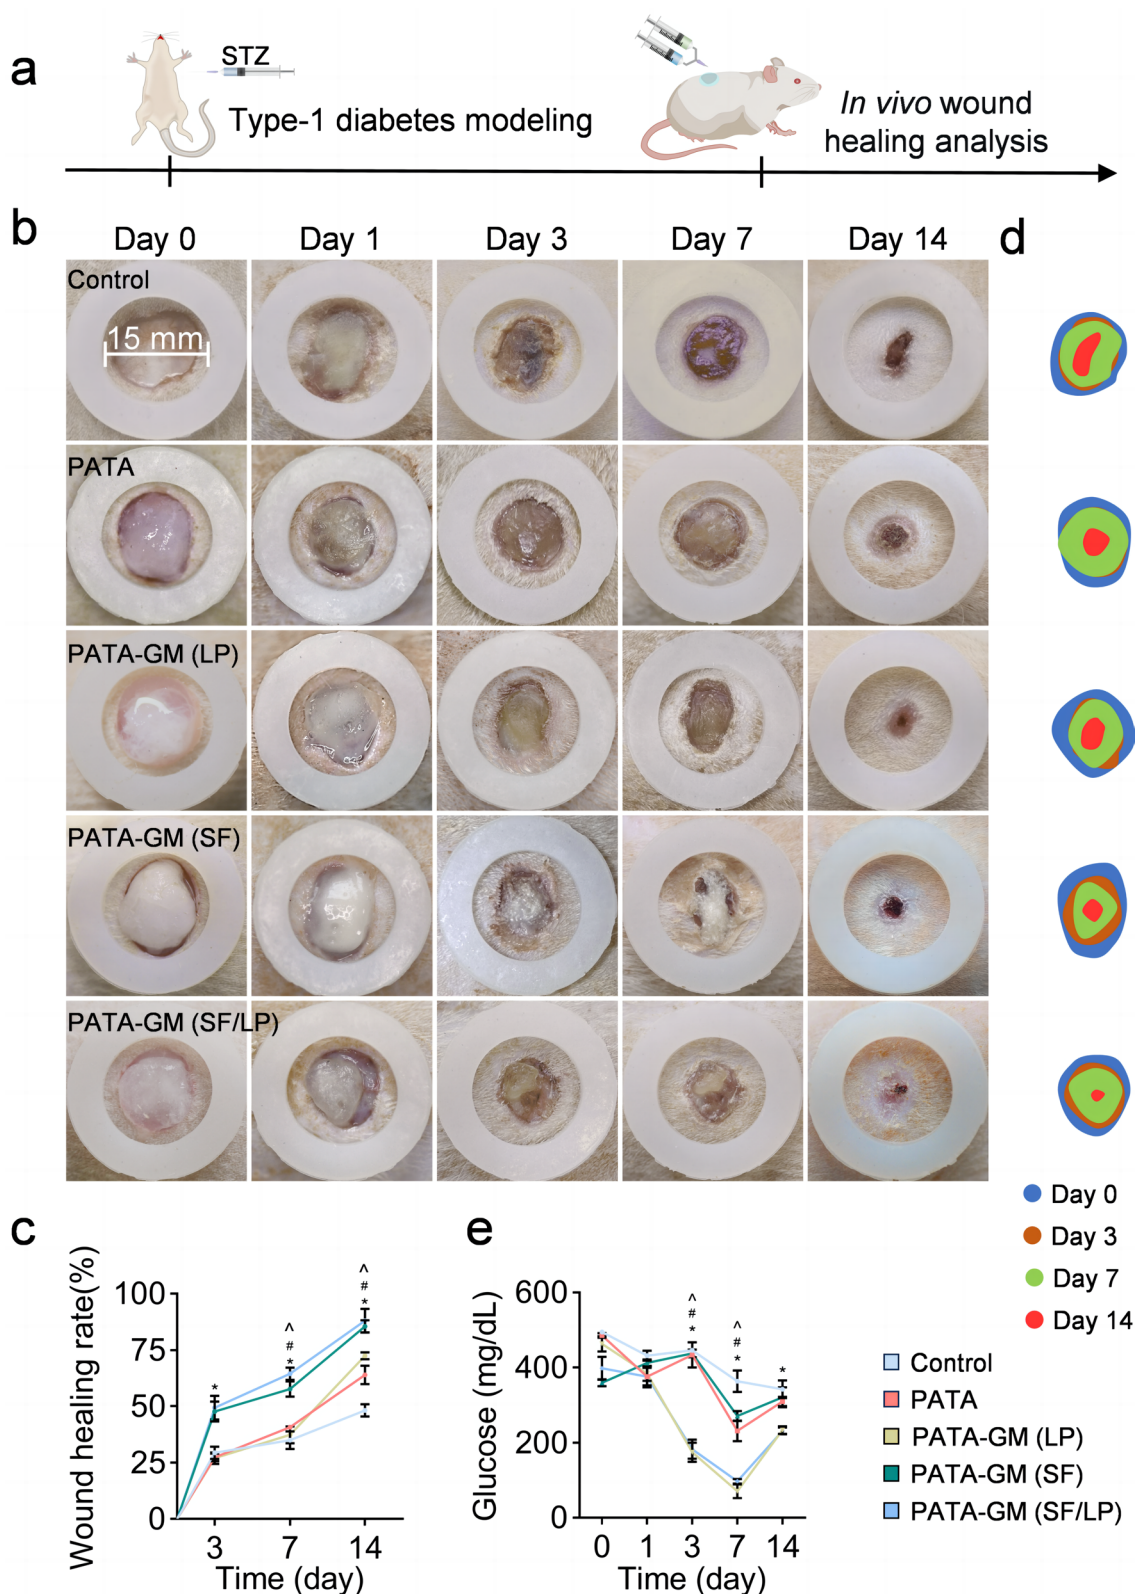 a
STZ
Type-1 diabetes modeling
In vivo wound
healing analysis
b
Day 0
Day 1
Day 3
Day 7
Day 14
d
Control
15 mm
PATA
PATA-GM (LP)
PATA-GM (SF)
PATA-GM (SF/LP)
Day 0
Day 3
Day 7
Day 14
c
Wound healing rate(%)
100
75
50
25
0
3
7
14
Time (day)
*
^
#
*
^
#
*
e
Glucose (mg/dL)
600
400
200
0
0
1
3
7
14
Time (day)
^
#
*
^
#
*
*
Control
PATA
PATA-GM (LP)
PATA-GM (SF)
PATA-GM (SF/LP)